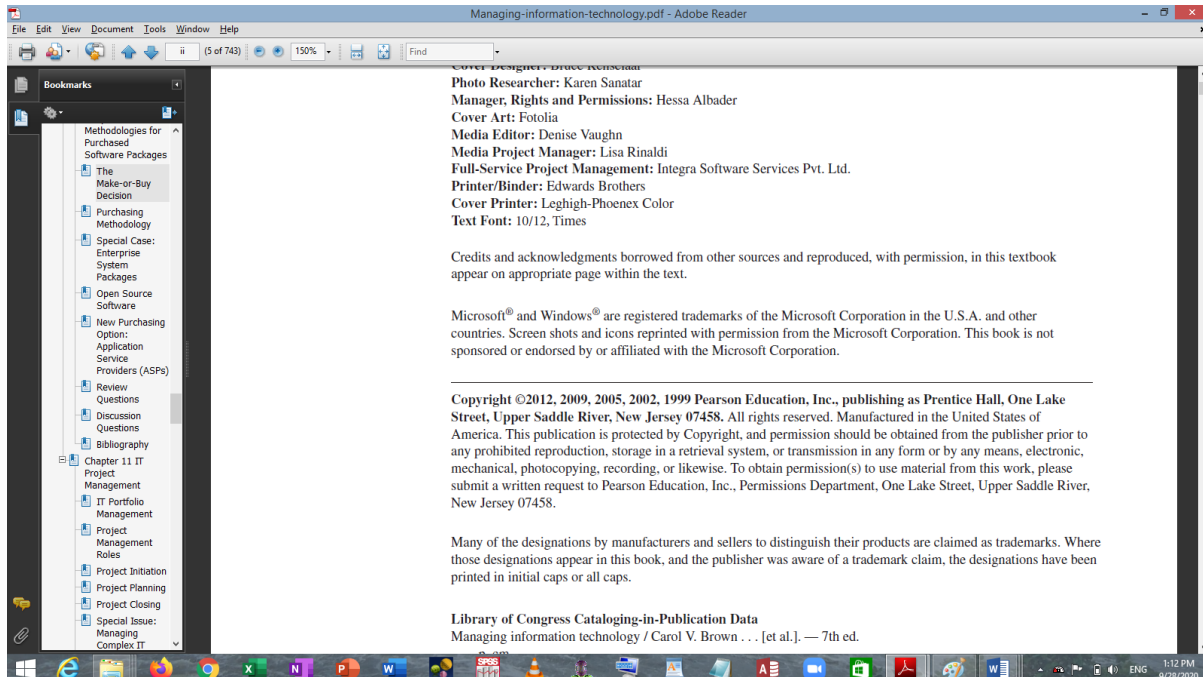 Managing-information-technology.pdf - Adobe Reader
File Edit View Document Tools Window Help
ii (5 of 743) 150% Find
Bookmarks
Methodologies for
Purchased
Software Packages
The
Make-or-Buy
Decision
Purchasing
Methodology
Special Case:
Enterprise
System
Packages
Open Source
Software
New Purchasing
Option:
Application
Service
Providers (ASPs)
Review
Questions
Discussion
Questions
Bibliography
Chapter 11 IT
Project
Management
IT Portfolio
Management
Project
Management
Roles
Project Initiation
Project Planning
Project Closing
Special Issue:
Managing
Complex IT
Cover Designer: Bruce Kenselaar
Photo Researcher: Karen Sanatar
Manager, Rights and Permissions: Hessa Albader
Cover Art: Fotolia
Media Editor: Denise Vaughn
Media Project Manager: Lisa Rinaldi
Full-Service Project Management: Integra Software Services Pvt. Ltd.
Printer/Binder: Edwards Brothers
Cover Printer: Leghigh-Phoenex Color
Text Font: 10/12, Times
Credits and acknowledgments borrowed from other sources and reproduced, with permission, in this textbook
appear on appropriate page within the text.
Microsoft® and Windows® are registered trademarks of the Microsoft Corporation in the U.S.A. and other
countries. Screen shots and icons reprinted with permission from the Microsoft Corporation. This book is not
sponsored or endorsed by or affiliated with the Microsoft Corporation.
Copyright ©2012, 2009, 2005, 2002, 1999 Pearson Education, Inc., publishing as Prentice Hall, One Lake
Street, Upper Saddle River, New Jersey 07458. All rights reserved. Manufactured in the United States of
America. This publication is protected by Copyright, and permission should be obtained from the publisher prior to
any prohibited reproduction, storage in a retrieval system, or transmission in any form or by any means, electronic,
mechanical, photocopying, recording, or likewise. To obtain permission(s) to use material from this work, please
submit a written request to Pearson Education, Inc., Permissions Department, One Lake Street, Upper Saddle River,
New Jersey 07458.
Many of the designations by manufacturers and sellers to distinguish their products are claimed as trademarks. Where
those designations appear in this book, and the publisher was aware of a trademark claim, the designations have been
printed in initial caps or all caps.
Library of Congress Cataloging-in-Publication Data
Managing information technology / Carol V. Brown . . . [et al.]. — 7th ed.
p. cm.
SPSS
ENG
1:12 PM
9/28/2020